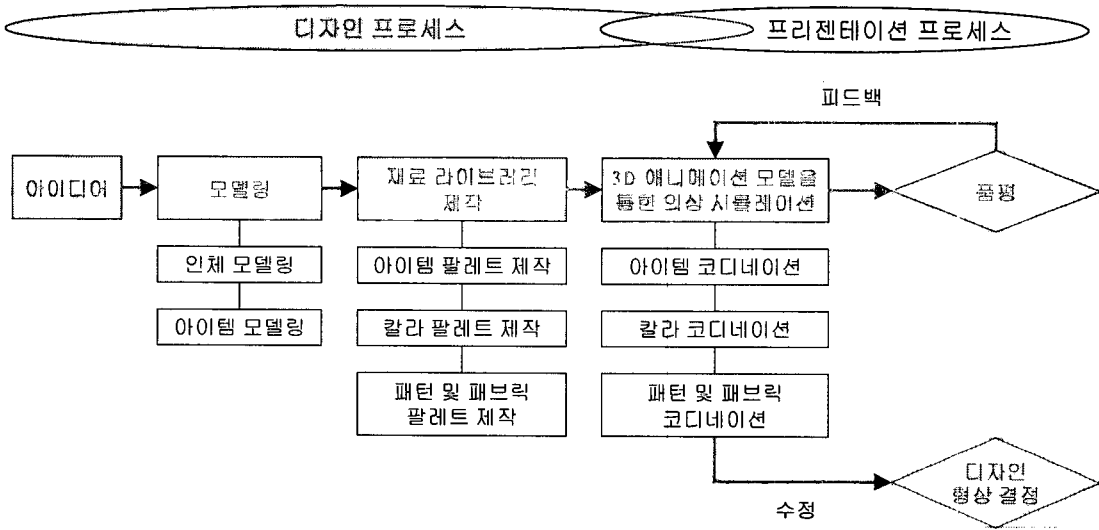 디자인 프로세스
프리젠테이션 프로세스
피드백
아이디어
모델링
재료 라이브러리
제작
3D 애니메이션 모델을
통한 의상 시뮬레이션
품평
인체 모델링
아이템 모델링
아이템 팔레트 제작
칼라 팔레트 제작
패턴 및 패브릭
팔레트 제작
아이템 코디네이션
칼라 코디네이션
패턴 및 패브릭
코디네이션
수정
디자인
형상 결정